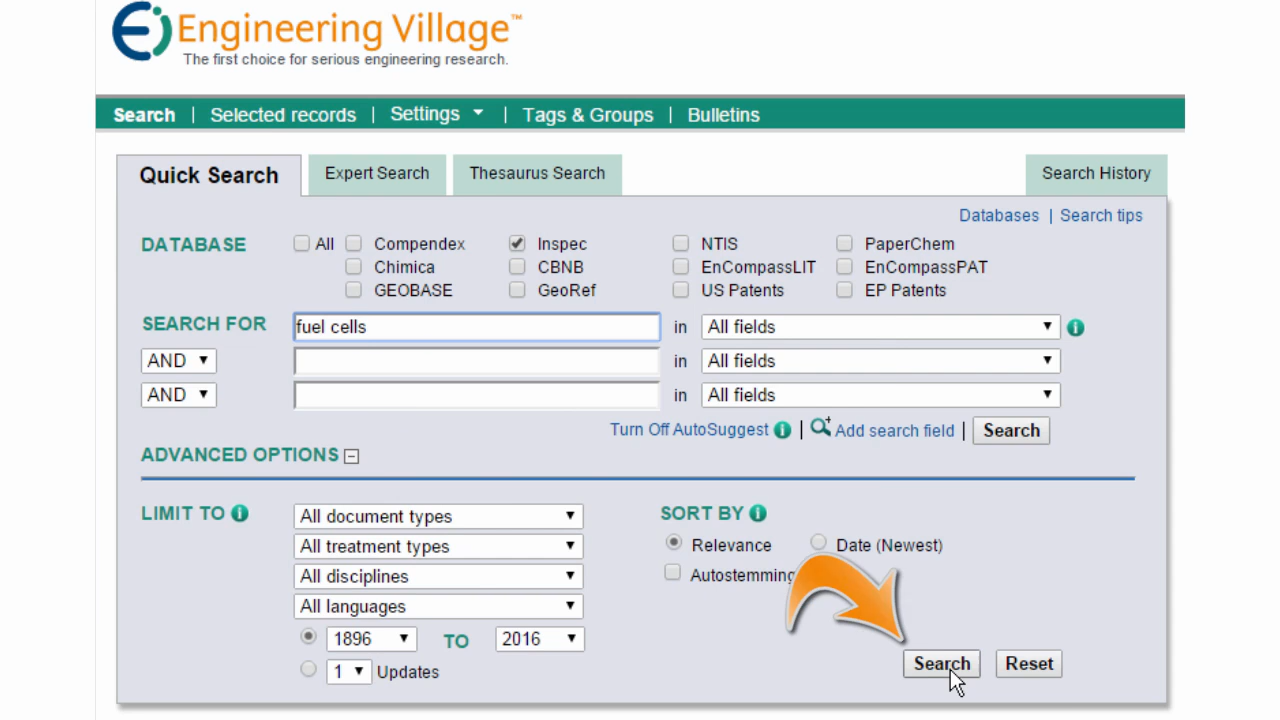 Engineering Village™
The first choice for serious engineering research.
Search | Selected records | Settings | Tags & Groups | Bulletins
Quick Search Expert Search Thesaurus Search Search History
Databases | Search tips
DATABASE All Compendex Inspec NTIS PaperChem
Chimica CBNB EnCompassLIT EnCompassPAT
GEOBASE GeoRef US Patents EP Patents
SEARCH FOR fuel cells in All fields
AND in All fields
AND in All fields
Turn Off AutoSuggest | Add search field | Search
ADVANCED OPTIONS
LIMIT TO All document types SORT BY
All treatment types Relevance Date (Newest)
All disciplines Autostemming
All languages
1896 TO 2016
1 Updates Search Reset